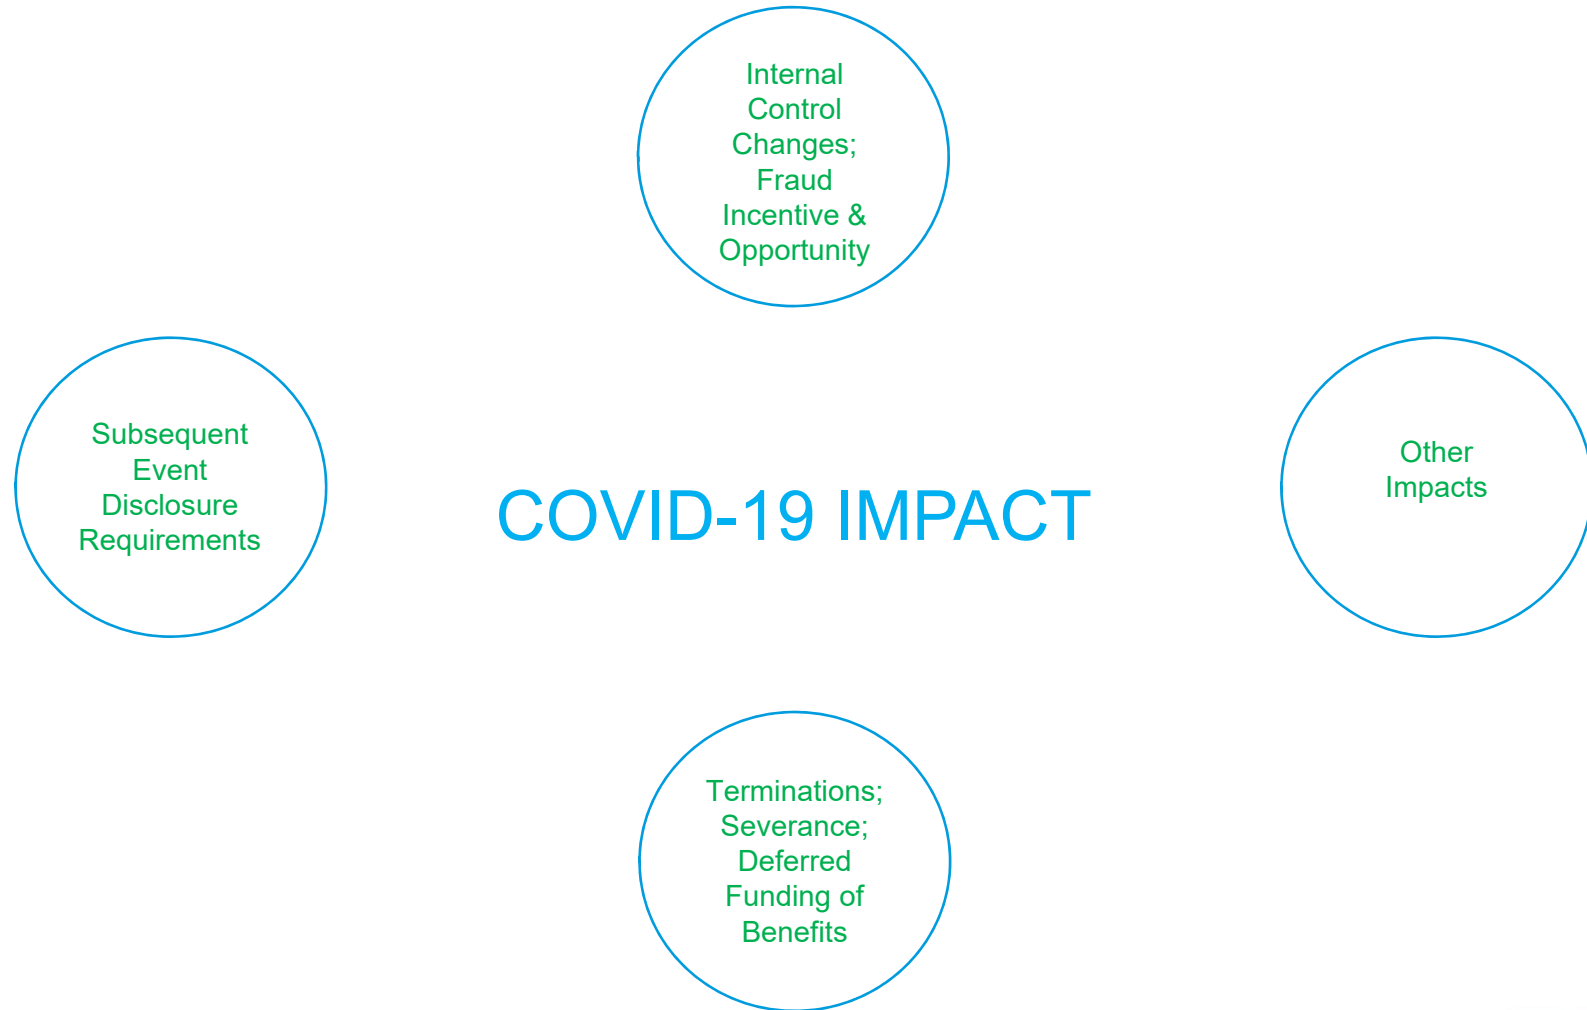 Internal
Control
Changes;
Fraud
Incentive &
Opportunity
Subsequent
Event
Disclosure
Requirements
COVID-19 IMPACT
Other
Impacts
Terminations;
Severance;
Deferred
Funding of
Benefits